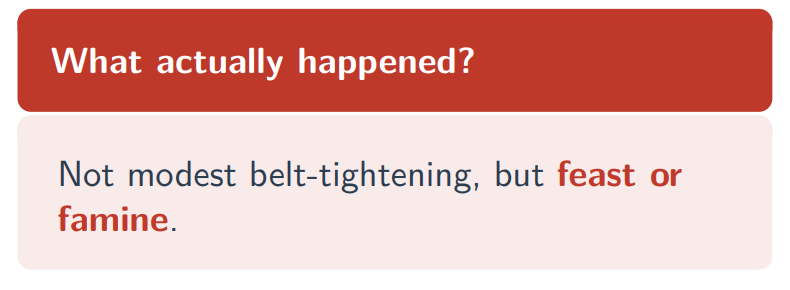 What actually happened?
Not modest belt-tightening, but feast or
famine.